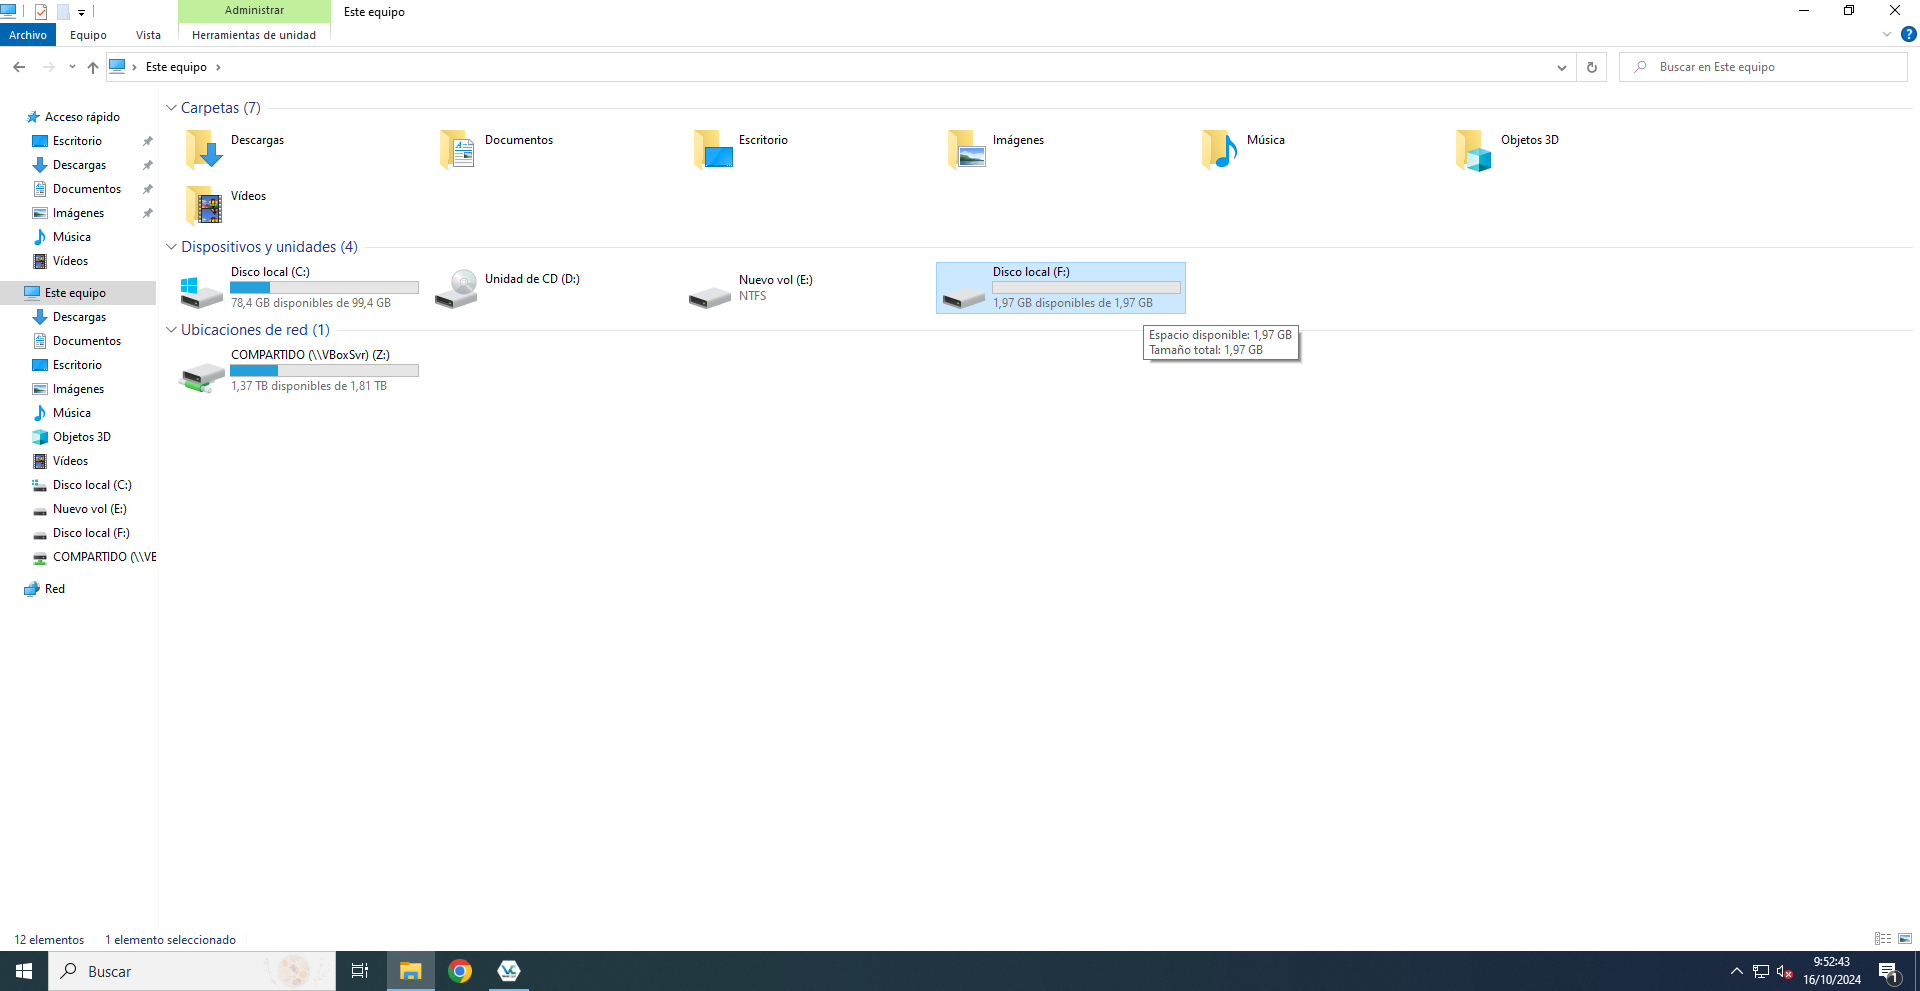 Administrar
Este equipo
Archivo
Equipo
Vista
Herramientas de unidad
?
Este equipo
Buscar en Este equipo
Acceso rápido
Escritorio
Descargas
Documentos
Imágenes
Música
Vídeos
Este equipo
Descargas
Documentos
Escritorio
Imágenes
Música
Objetos 3D
Vídeos
Disco local (C:)
Nuevo vol (E:)
Disco local (F:)
COMPARTIDO (\\VE
Red
Carpetas (7)
Descargas
Documentos
Escritorio
Imágenes
Música
Objetos 3D
Vídeos
Dispositivos y unidades (4)
Disco local (C:)
78,4 GB disponibles de 99,4 GB
Unidad de CD (D:)
Nuevo vol (E:)
NTFS
Disco local (F:)
1,97 GB disponibles de 1,97 GB
Espacio disponible: 1,97 GB
Tamaño total: 1,97 GB
Ubicaciones de red (1)
COMPARTIDO (\\VBoxSvr) (Z:)
1,37 TB disponibles de 1,81 TB
12 elementos
1 elemento seleccionado
Buscar
VC
9:52:43
16/10/2024
1